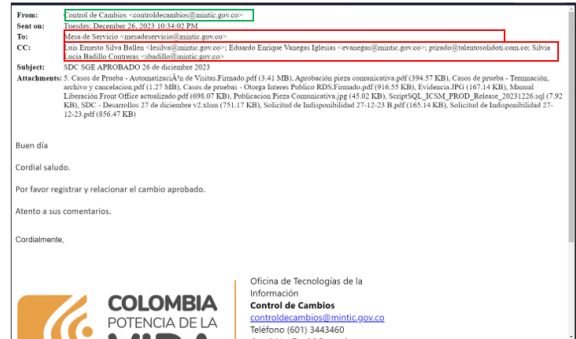 From: Control de Cambios <controldecambios@mintic.gov.co>
Sent on: Tuesday, December 26, 2023 10:34:02 PM
To: Mesa de Servicio <mesadeservicio@mintic.gov.co>
CC: Luis Ernesto Silva Ballen <lesilva@mintic.gov.co>; Eduardo Enrique Vanegas Iglesias <evanegas@mintic.gov.co>; ptirado@talentosolidoti.com.co; Silvia
Lucia Badillo Contreras <sbadillo@mintic.gov.co>
Subject: SDC SGE APROBADO 26 de diciembre 2023
Attachments: 5. Casos de Prueba - AutomatizaciÃ³n de Visitas.Firmado.pdf (3.41 MB), Aprobación pieza comunicativa.pdf (394.57 KB), Casos de prueba - Terminación,
archivo y cancelación.pdf (1.27 MB), Casos de pruebas - Otorga Interes Publico RDS.Firmado.pdf (916.55 KB), Evidencia.JPG (167.14 KB), Manual
Liberación Front Office actualizado.pdf (698.07 KB), Publicacion Pieza Comunicativa.jpg (45.02 KB), ScriptSQL_ICSM_PROD_Release_20231226.sql (7.92
KB), SDC - Desarrollos 27 de diciembre v2.xlsm (751.17 KB), Solicitud de Indisponibilidad 27-12-23 B.pdf (165.14 KB), Solicitud de Indisponibilidad 27-
12-23.pdf (856.47 KB)
Buen día
Cordial saludo.
Por favor registrar y relacionar el cambio aprobado.
Atento a sus comentarios.
Cordialmente,
COLOMBIA
POTENCIA DE LA
VIDA
Oficina de Tecnologías de la
Información
Control de Cambios
controldecambios@mintic.gov.co
Teléfono (601) 3443460